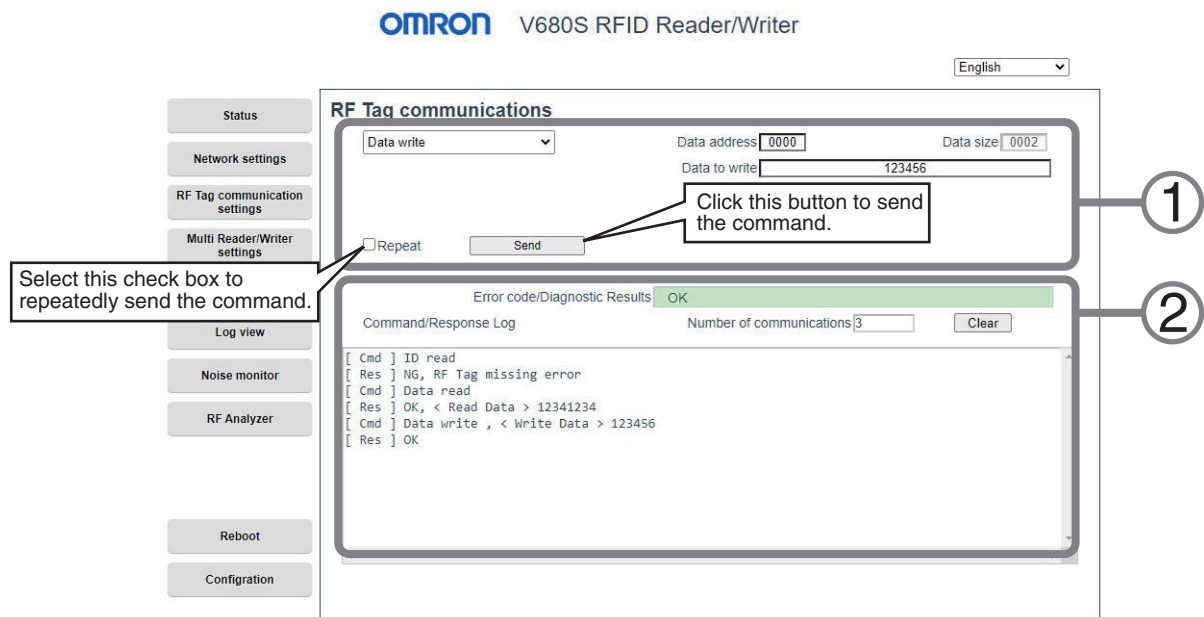 OMRON V680S RFID Reader/Writer
English
Status
Network settings
RF Tag communication
settings
Multi Reader/Writer
settings
Select this check box to
repeatedly send the command.
Log view
Noise monitor
RF Analyzer
Reboot
Configration
RF Tag communications
Data write
Data address 0000
Data size 0002
Data to write 123456
Click this button to send
the command.
Repeat
Send
1
Error code/Diagnostic Results OK
Command/Response Log
Number of communications 3
Clear
2
[ Cmd ] ID read
[ Res ] NG, RF Tag missing error
[ Cmd ] Data read
[ Res ] OK, < Read Data > 12341234
[ Cmd ] Data write , < Write Data > 123456
[ Res ] OK